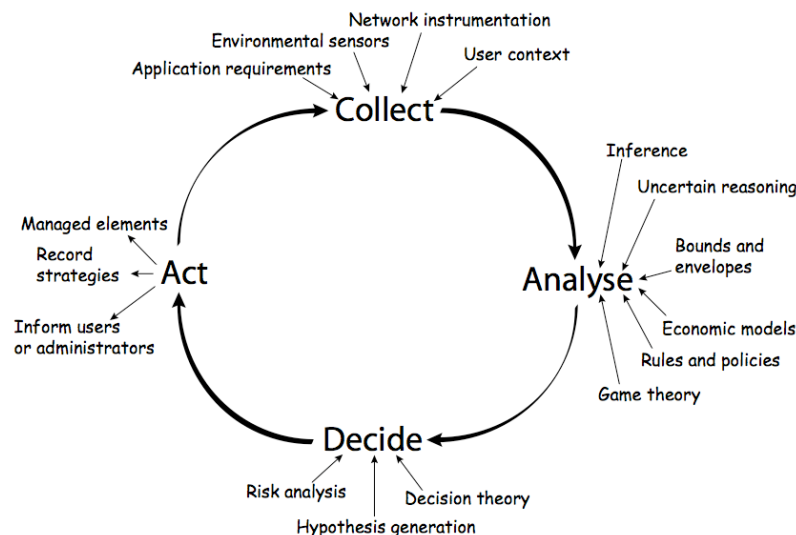 Network instrumentation
Environmental sensors
User context
Application requirements
Collect
Inference
Uncertain reasoning
Bounds and
envelopes
Analyse
Economic models
Rules and policies
Game theory
Decide
Risk analysis
Decision theory
Hypothesis generation
Managed elements
Record
strategies
Act
Inform users
or administrators